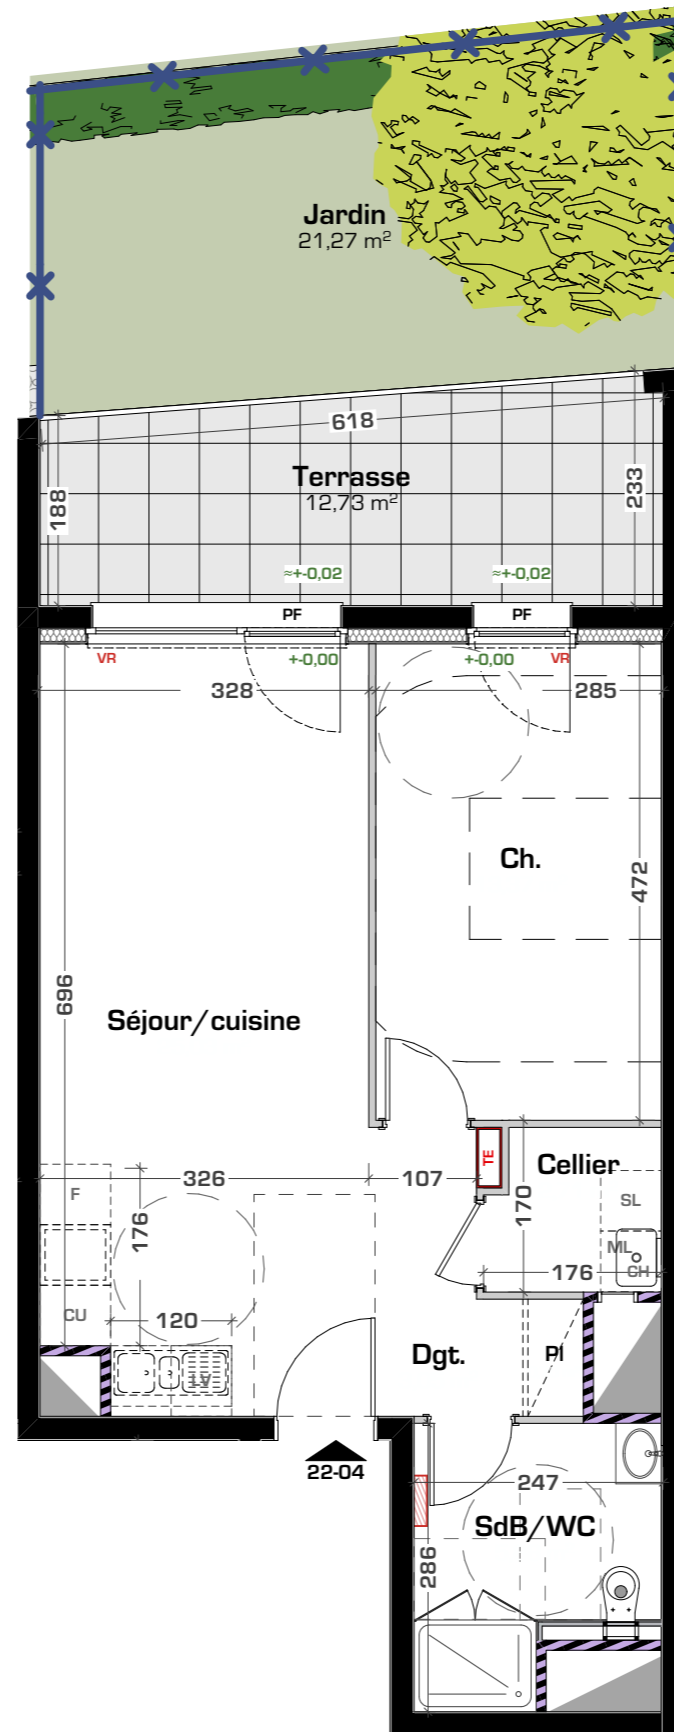 Jardin
21,27 m²
618
Terrasse
12,73 m²
188
233
≈+-0,02
≈+-0,02
PF
PF
VR
+-0,00
+-0,00
VR
328
285
Ch.
472
696
Séjour/cuisine
TE
Cellier
326
107
F
176
170
SL
ML
CH
176
CU
120
LV
Dgt.
Pl
22-04
247
SdB/WC
286